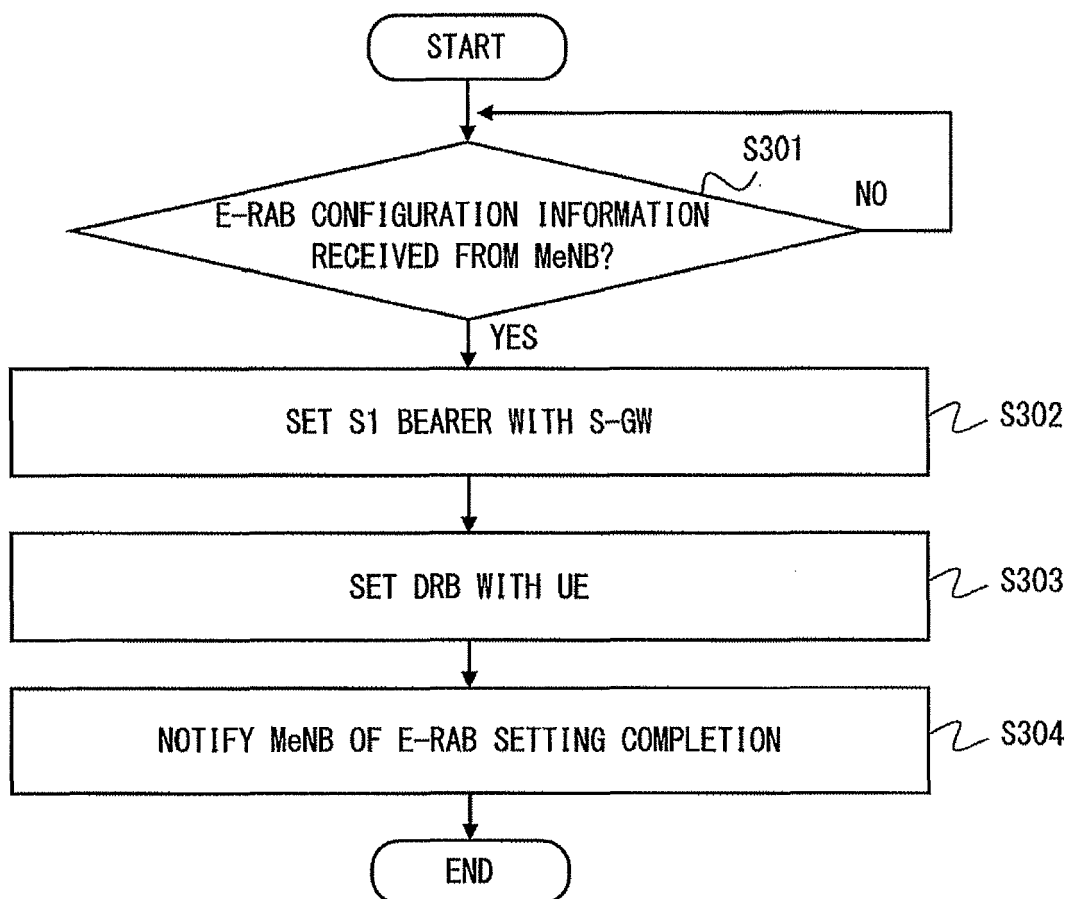 START
S301
E-RAB CONFIGURATION INFORMATION
RECEIVED FROM MeNB?
NO
YES
SET S1 BEARER WITH S-GW
S302
SET DRB WITH UE
S303
NOTIFY MeNB OF E-RAB SETTING COMPLETION
S304
END